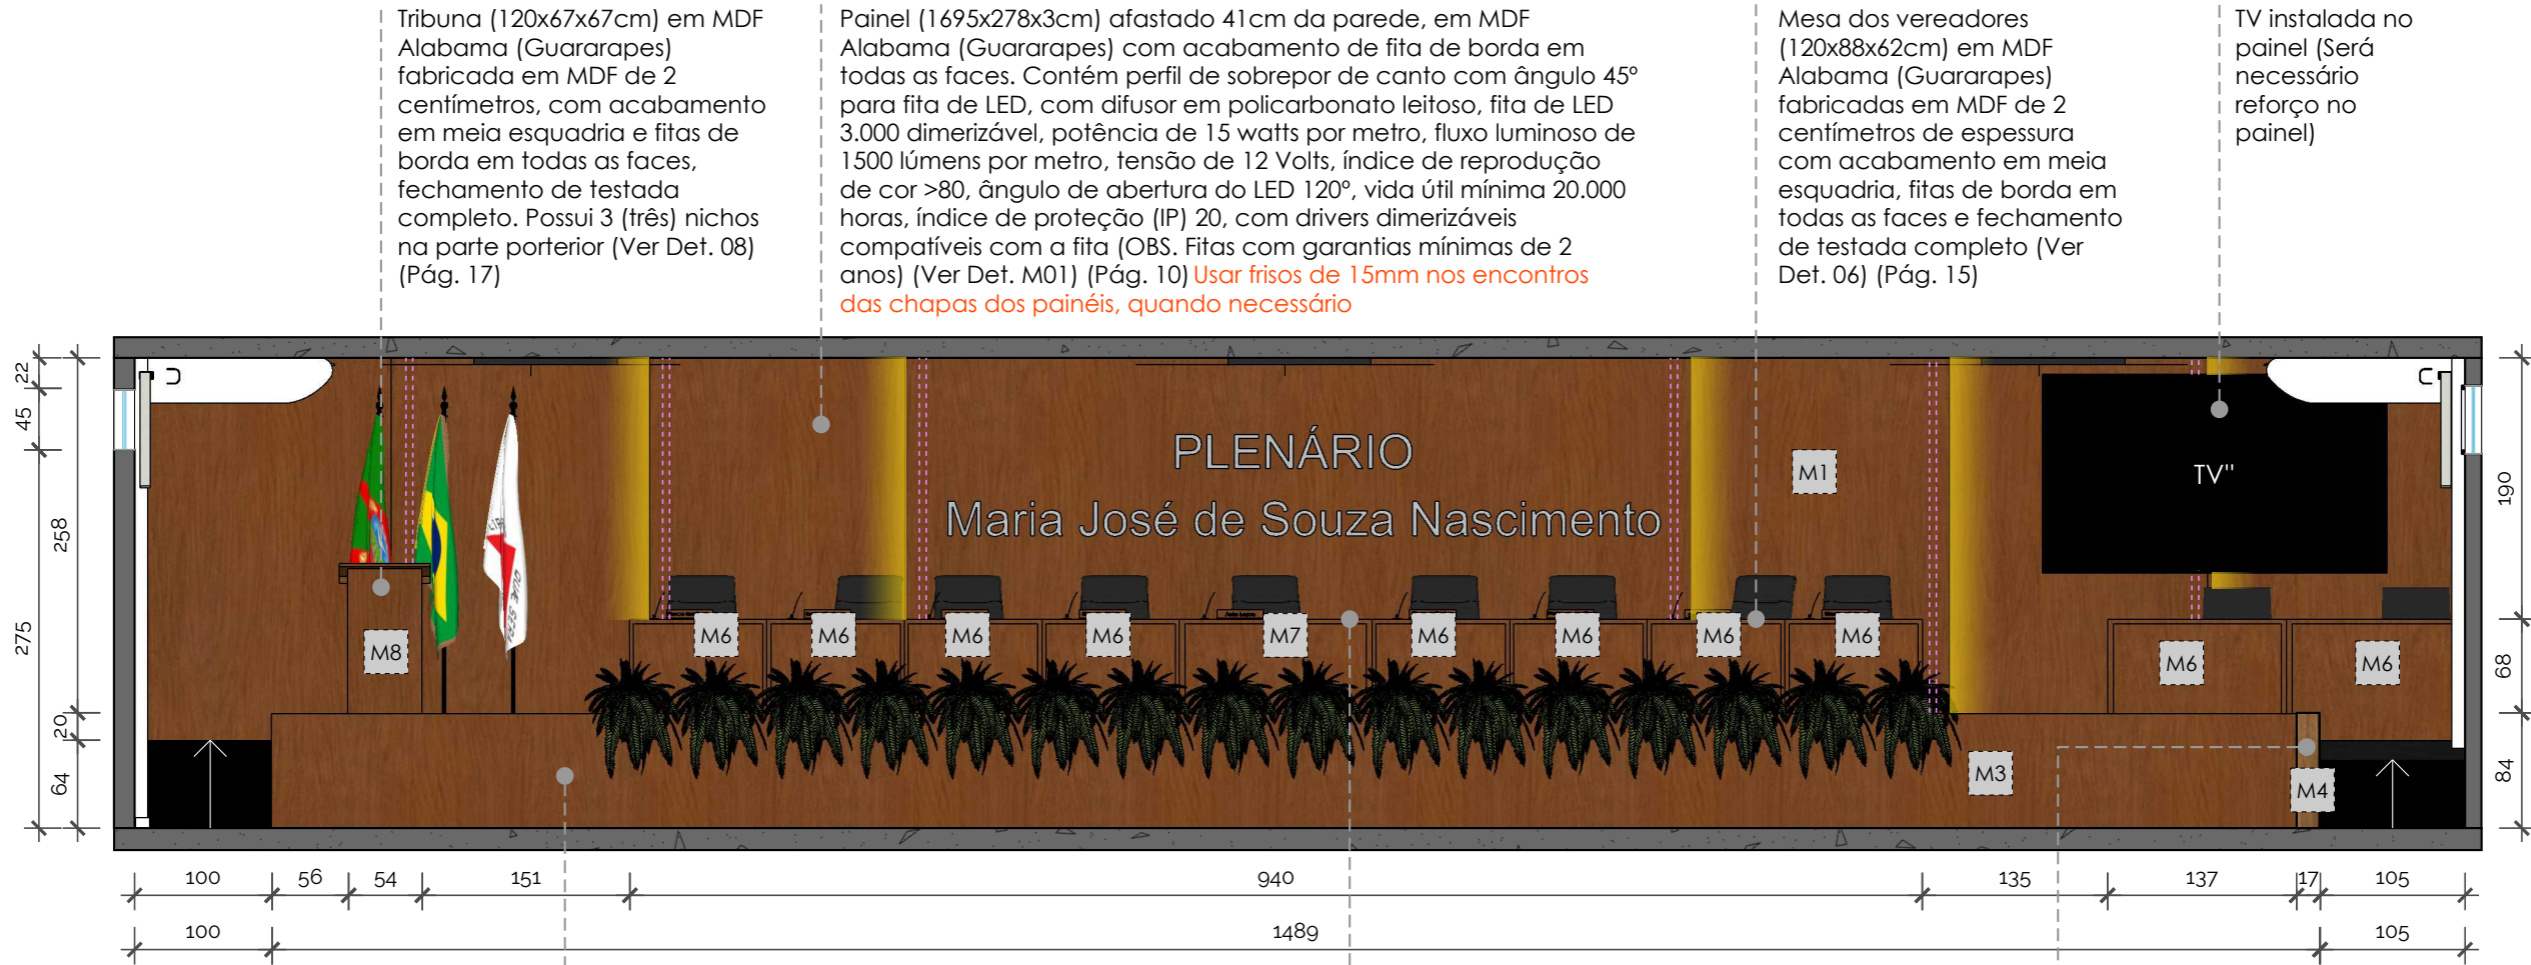 Tribuna (120x67x67cm) em MDF
Alabama (Guararapes)
fabricada em MDF de 2
centímetros, com acabamento
em meia esquadria e fitas de
borda em todas as faces,
fechamento de testada
completo. Possui 3 (três) nichos
na parte porterior (Ver Det. 08)
(Pág. 17)
Painel (1695x278x3cm) afastado 41cm da parede, em MDF
Alabama (Guararapes) com acabamento de fita de borda em
todas as faces. Contém perfil de sobrepor de canto com ângulo 45º
para fita de LED, com difusor em policarbonato leitoso, fita de LED
3.000 dimerizável, potência de 15 watts por metro, fluxo luminoso de
1500 lúmens por metro, tensão de 12 Volts, índice de reprodução
de cor >80, ângulo de abertura do LED 120º, vida útil mínima 20.000
horas, índice de proteção (IP) 20, com drivers dimerizáveis
compatíveis com a fita (OBS. Fitas com garantias mínimas de 2
anos) (Ver Det. M01) (Pág. 10) Usar frisos de 15mm nos encontros
das chapas dos painéis, quando necessário
Mesa dos vereadores
(120x88x62cm) em MDF
Alabama (Guararapes)
fabricadas em MDF de 2
centímetros de espessura
com acabamento em meia
esquadria, fitas de borda em
todas as faces e fechamento
de testada completo (Ver
Det. 06) (Pág. 15)
TV instalada no
painel (Será
necessário
reforço no
painel)
22
45
258
275
20
64
PLENÁRIO
Maria José de Souza Nascimento
M1
TV"
190
68
84
M8
M6
M6
M6
M6
M7
M6
M6
M6
M6
M6
M6
M3
M4
100
56
54
151
940
135
137
17
105
100
1489
105